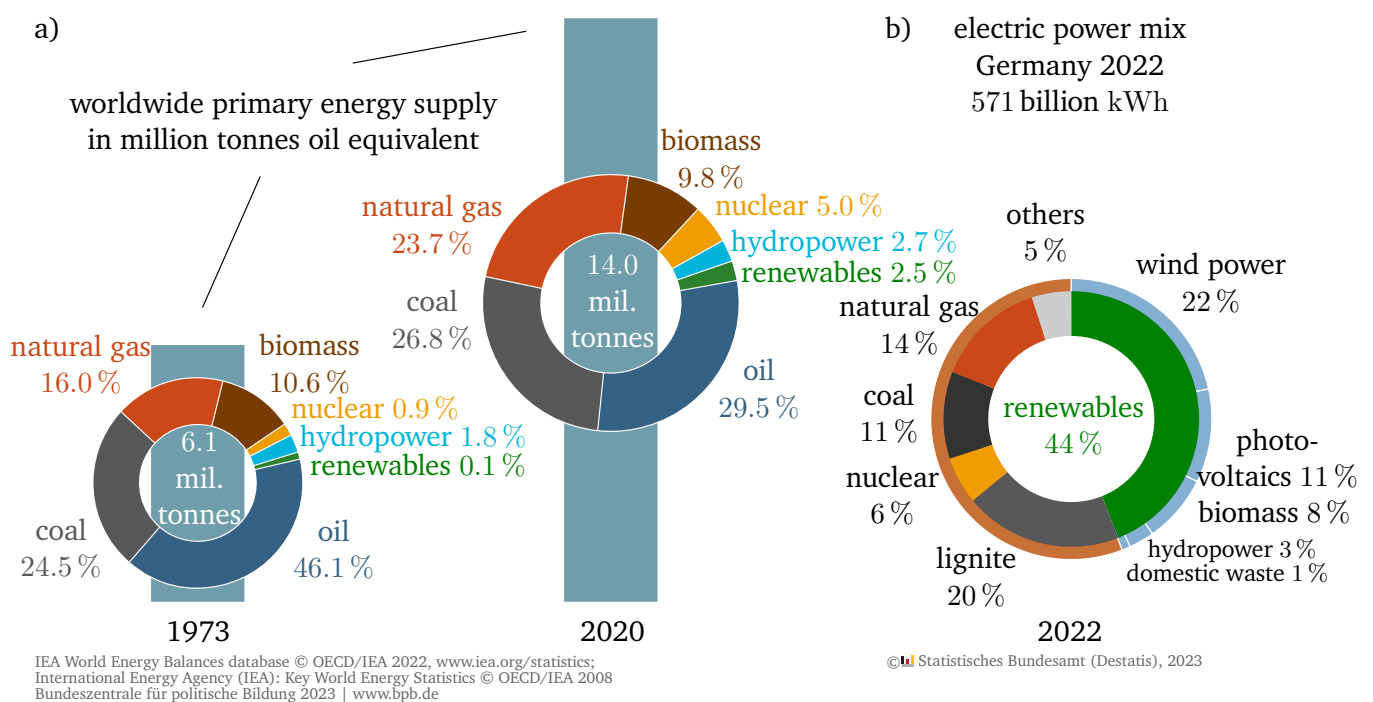 a)
worldwide primary energy supply
in million tonnes oil equivalent
natural gas
16.0 %
biomass
10.6 %
nuclear 0.9 %
hydropower 1.8 %
renewables 0.1 %
6.1
mil.
tonnes
coal
24.5 %
oil
46.1 %
1973
biomass
9.8 %
natural gas
23.7 %
nuclear 5.0 %
hydropower 2.7 %
renewables 2.5 %
14.0
mil.
tonnes
coal
26.8 %
oil
29.5 %
2020
IEA World Energy Balances database © OECD/IEA 2022, www.iea.org/statistics;
International Energy Agency (IEA): Key World Energy Statistics © OECD/IEA 2008
Bundeszentrale für politische Bildung 2023 | www.bpb.de
b)
electric power mix
Germany 2022
571 billion kWh
others
5 %
wind power
22 %
natural gas
14 %
coal
11 %
renewables
44 %
nuclear
6 %
photo-
voltaics 11 %
biomass 8 %
hydropower 3 %
domestic waste 1 %
lignite
20 %
2022
© Statistisches Bundesamt (Destatis), 2023